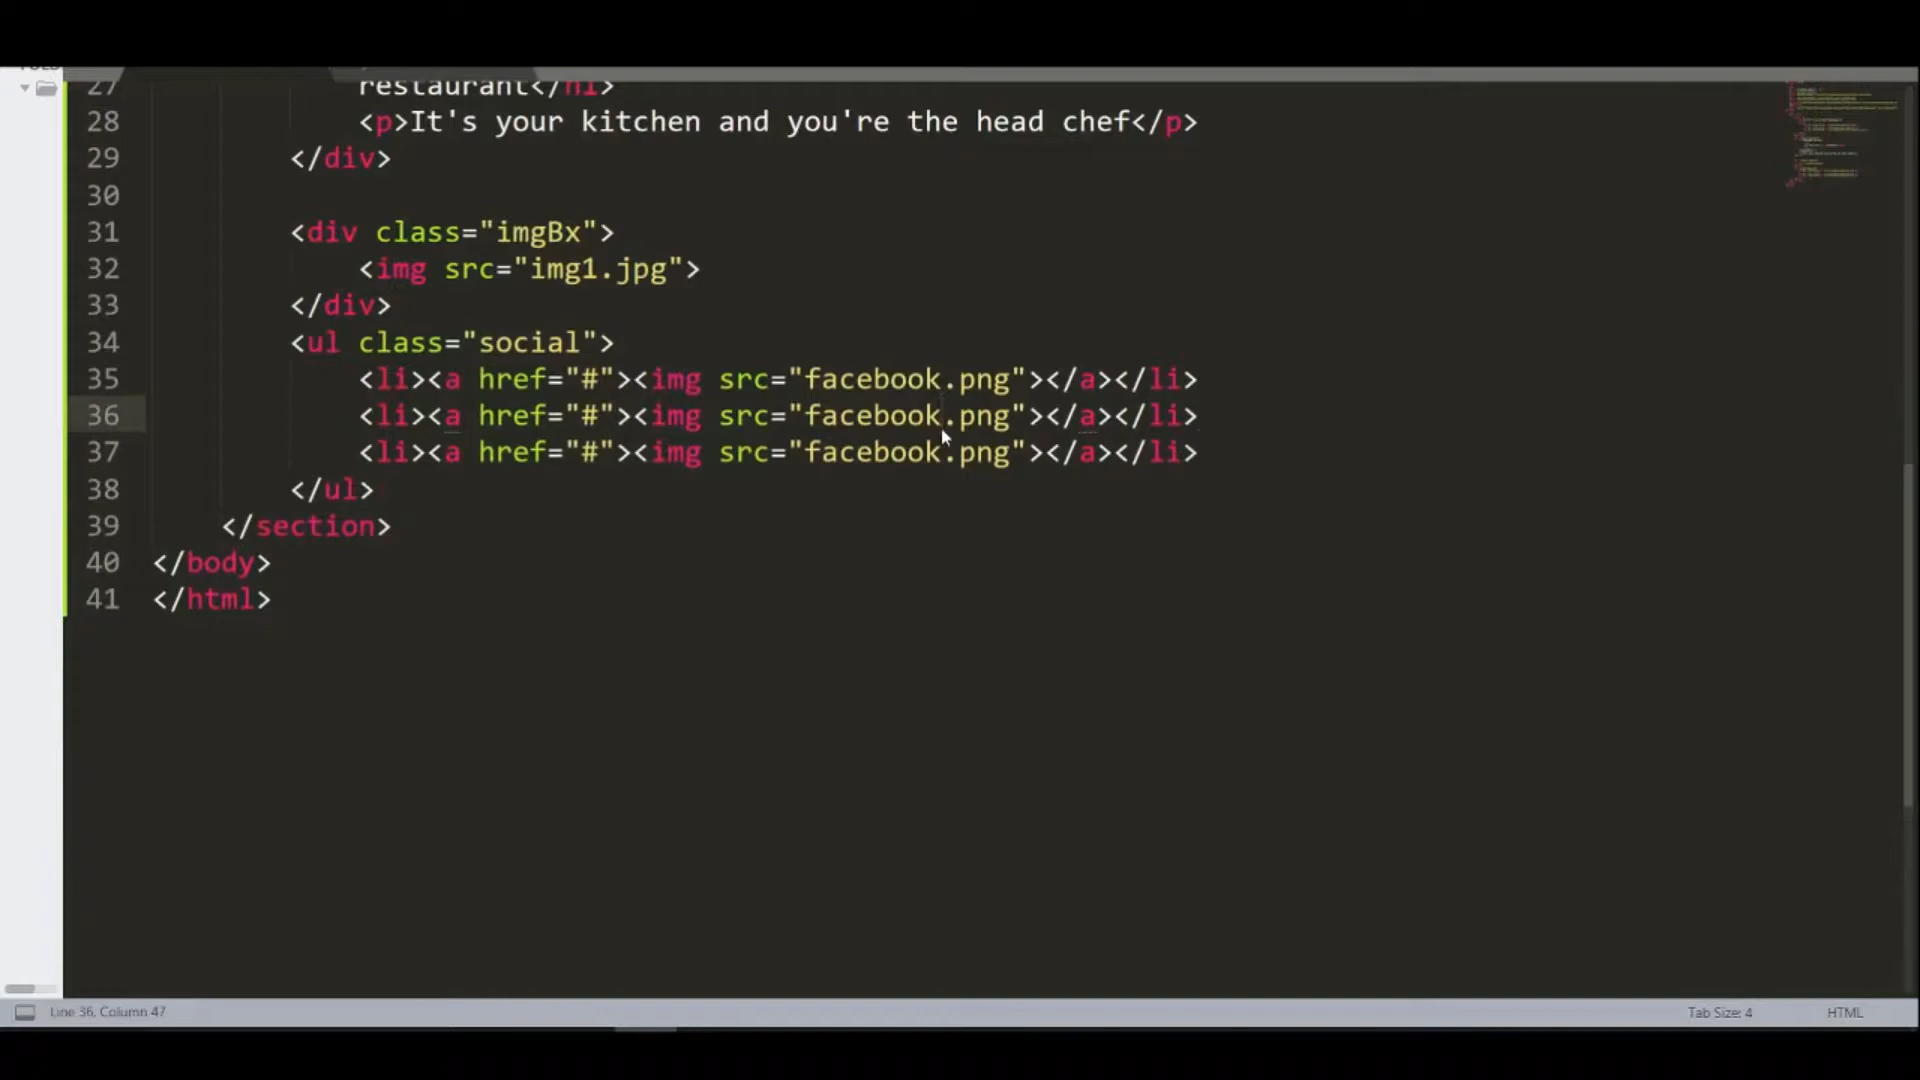 27 restaurant</h1>
28 <p>It's your kitchen and you're the head chef</p>
29 </div>
30
31 <div class="imgBx">
32 <img src="img1.jpg">
33 </div>
34 <ul class="social">
35 <li><a href="#"><img src="facebook.png"></a></li>
36 <li><a href="#"><img src="facebook.png"></a></li>
37 <li><a href="#"><img src="facebook.png"></a></li>
38 </ul>
39 </section>
40 </body>
41 </html>
Line 36, Column 47
Tab Size: 4
HTML